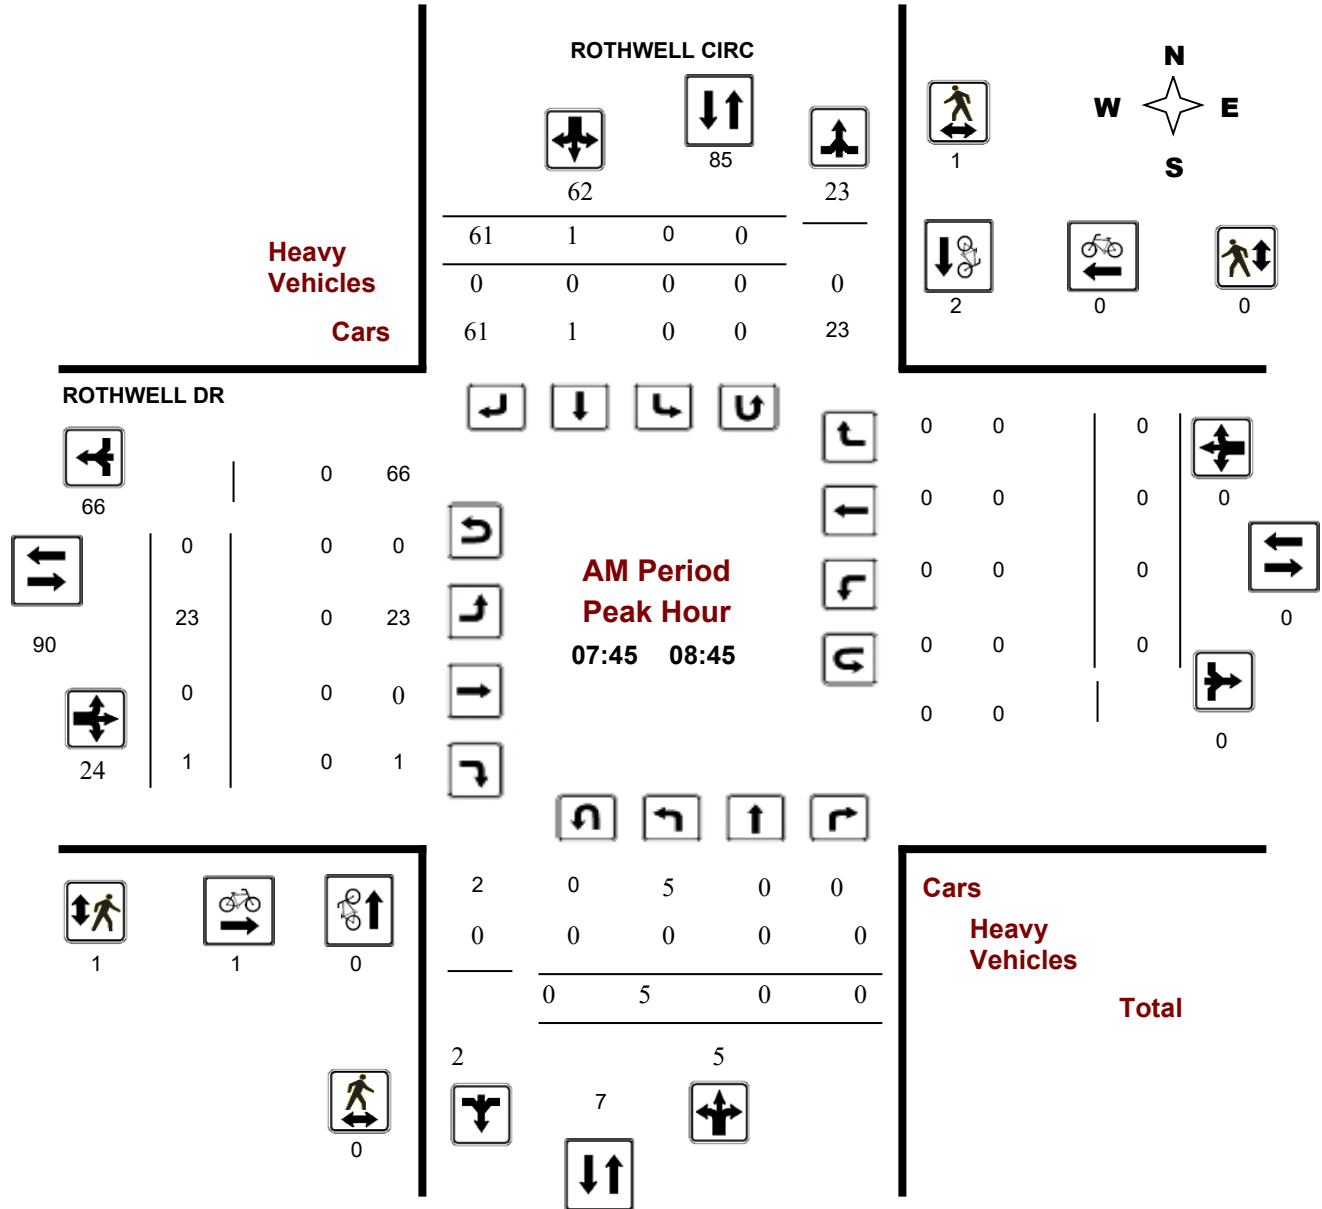 ROTHWELL CIRC
N
W E
S
85
1
62 23
61 1 0 0
Heavy
Vehicles
0 0 0 0 0
2 0 0
Cars
61 1 0 0 23
ROTHWELL DR
0 0 0
0 66
66
0 0 0 0
0 0 0
AM Period
Peak Hour
07:45 08:45
0 0 0
23 0 23
0
90
0 0 0
0 0 0
0 0
24
1 0 1
0
2 0 5 0 0
Cars
0 0 0 0 0
Heavy
Vehicles
1 1 0
0 5 0 0
Total
2 5
7
0